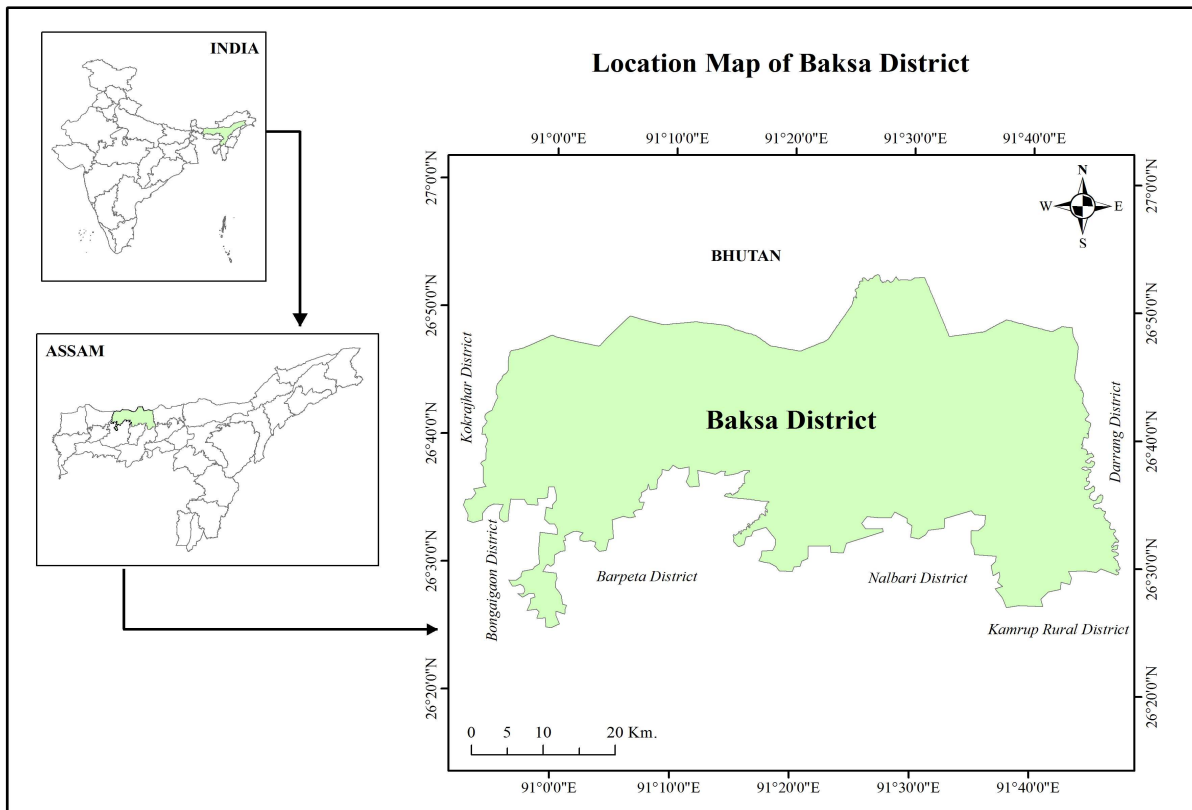 INDIA
Location Map of Baksa District
ASSAM
91°0'0"E 91°10'0"E 91°20'0"E 91°30'0"E 91°40'0"E
27°0'0"N
26°50'0"N
26°40'0"N
26°30'0"N
26°20'0"N
N
W E
S
BHUTAN
Kokrajhar District
Baksa District
Darrang District
Bongaigaon District
Barpeta District
Nalbari District
Kamrup Rural District
0 5 10 20 Km.
27°0'0"N
26°50'0"N
26°40'0"N
26°30'0"N
26°20'0"N
91°0'0"E 91°10'0"E 91°20'0"E 91°30'0"E 91°40'0"E